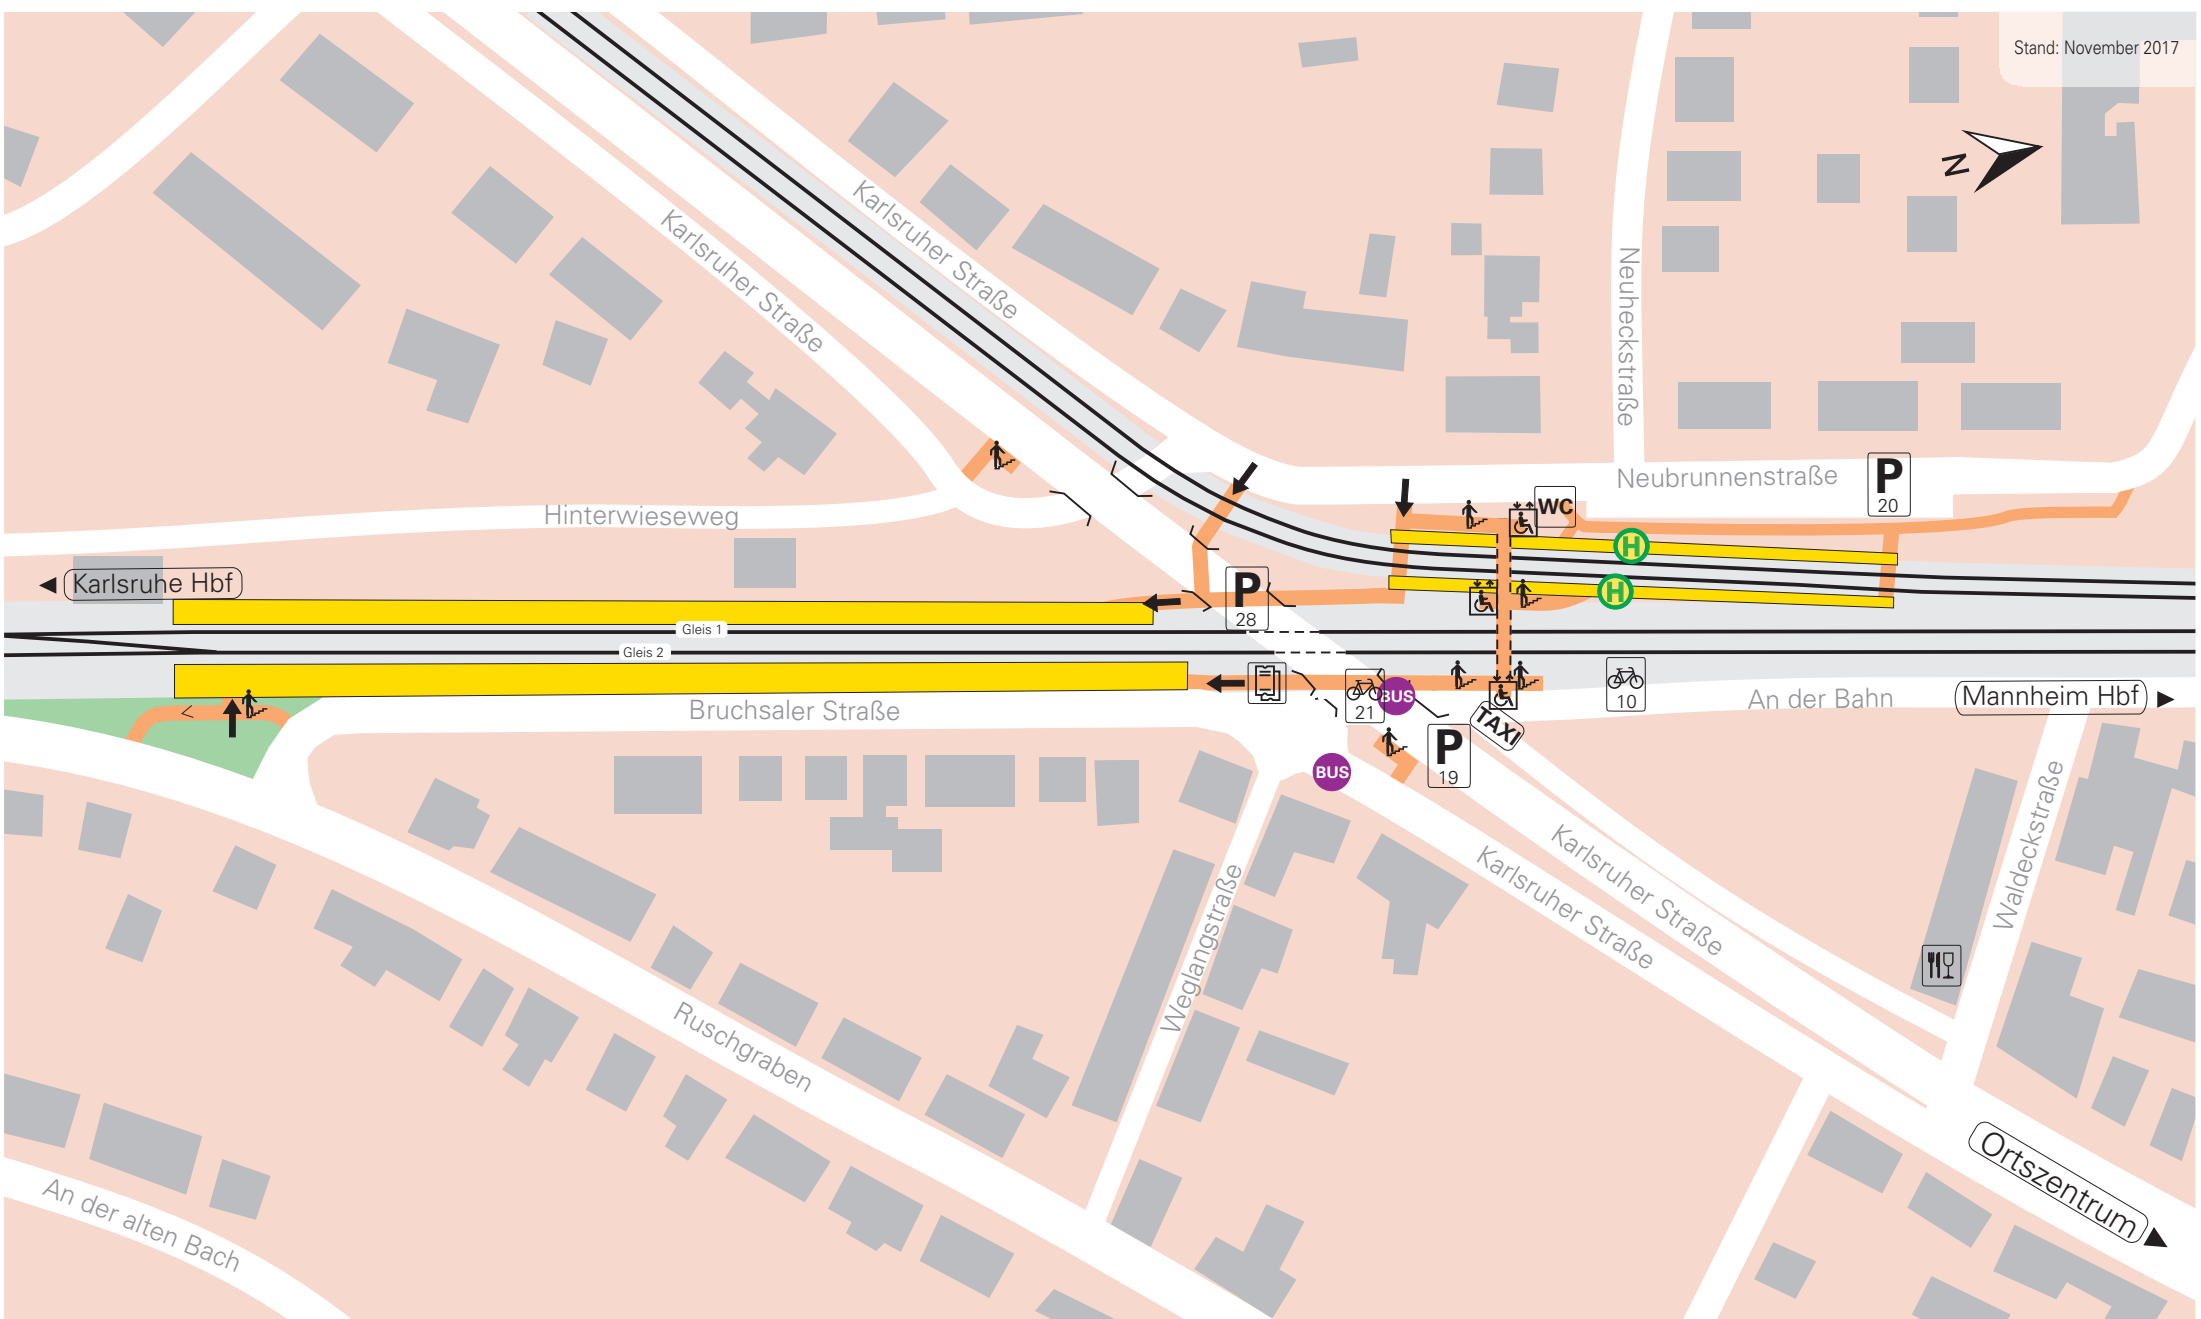 Stand: November 2017
N
Karlsruher Straße
Karlsruher Straße
Neuheckstraße
Neubrunnenstraße
P
20
WC
Hinterwieseweg
H
H
Karlsruhe Hbf
P
28
Gleis 1
Gleis 2
Bruchsaler Straße
21
BUS
10
An der Bahn
Mannheim Hbf
TAXI
P
19
BUS
Karlsruher Straße
Karlsruher Straße
Waldeckstraße
Weglangstraße
Ruschgraben
Ortszentrum
An der alten Bach